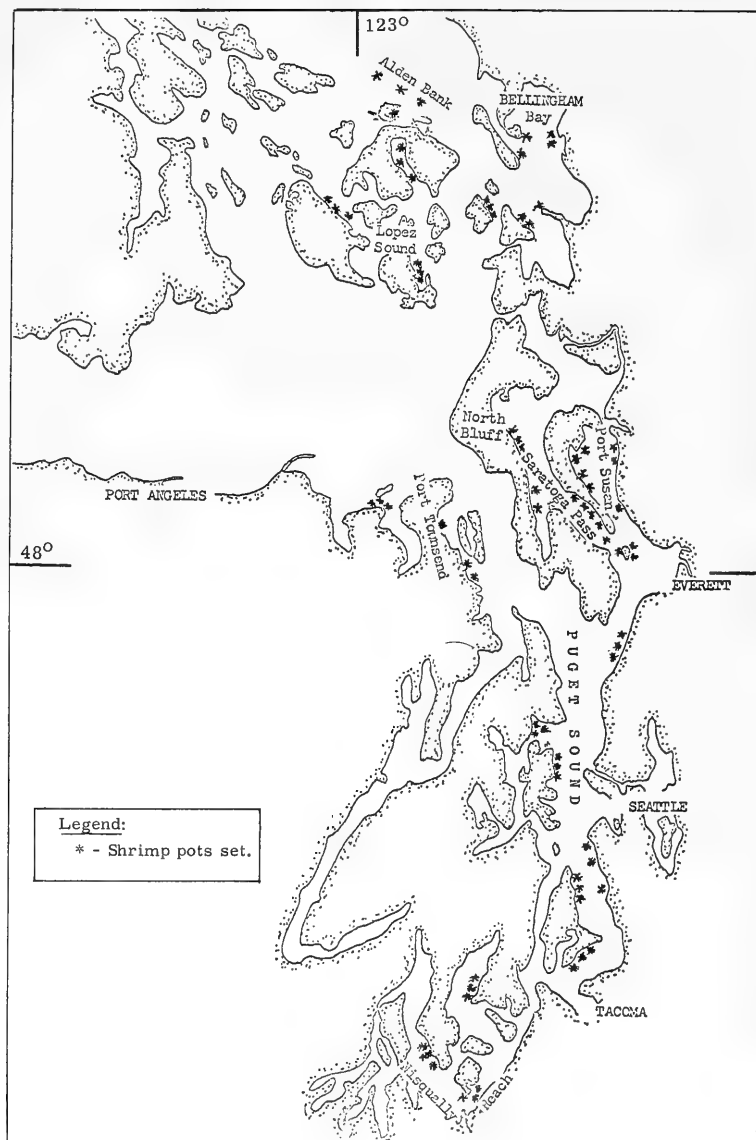 123°
Alden Bank
BELLINGHAM
Bay
Lopez
Sound
North
Bluff
Port Susan
Saratoga Pass
PORT ANGELES
Port Townsend
48°
EVERETT
PUGET SOUND
SEATTLE
Legend:
* - Shrimp pots set.
TACOMA
Nisqually Reach